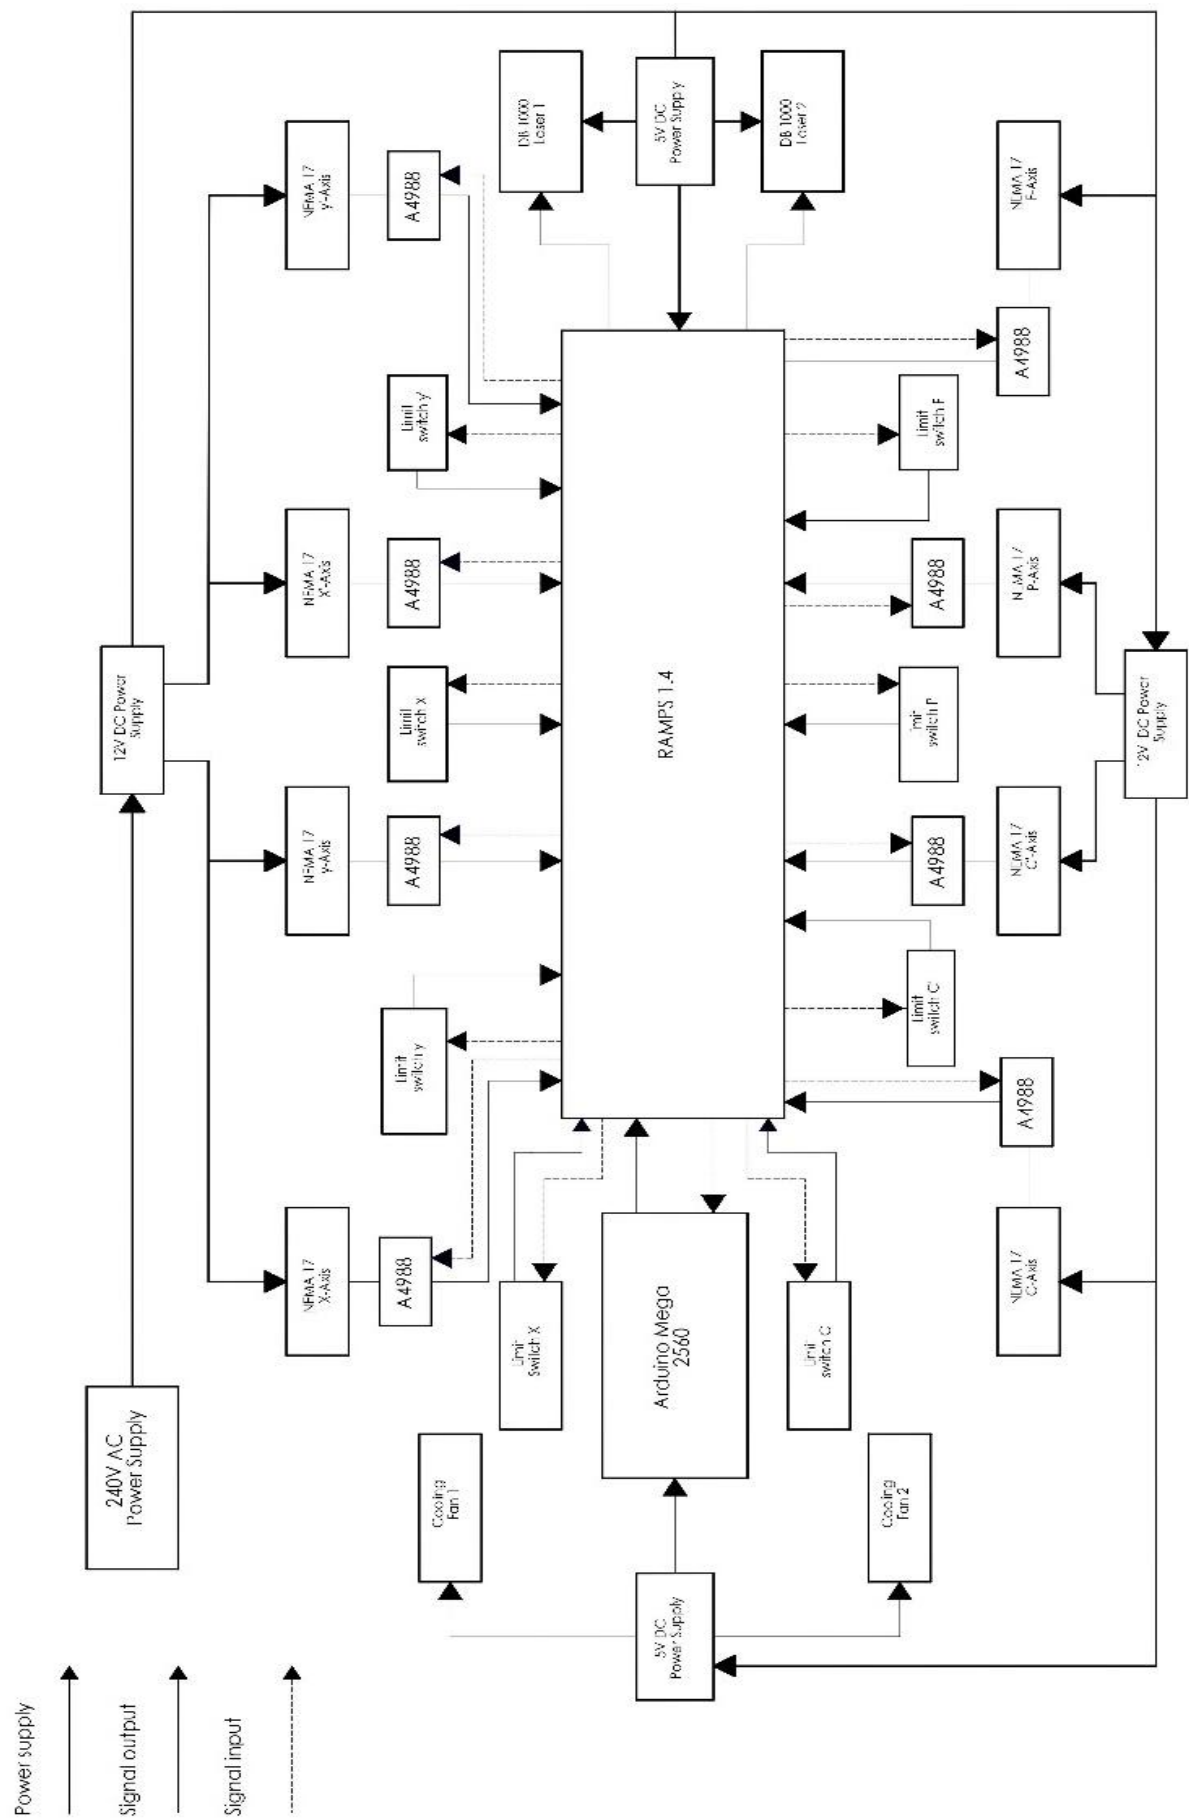 Power supply
Signal output
Signal input
240V AC
Power Supply
12V DC Power
Supply
NEMA 17
X-Axis
NEMA 17
y-Axis
NEMA 17
X'-Axis
NEMA 17
y'-Axis
A4988
Limit
switch y
A4988
Limit
switch x
A4988
Limit
switch y'
A4988
Cooling
Fan 1
Limit
Switch X
DB 1000
Laser 1
5V DC
Power Supply
Arduino Mega
2560
RAMPS 1.4
5V DC
Power Supply
Limit
switch C
DB 1000
Laser 2
Cooling
Fan 2
A4988
Limit
switch C'
A4988
switch P
A4988
Limit
switch F
A4988
NEMA 17
C-Axis
NEMA 17
C'-Axis
NEMA 17
P-Axis
NEMA 17
F-Axis
12V DC Power
Supply